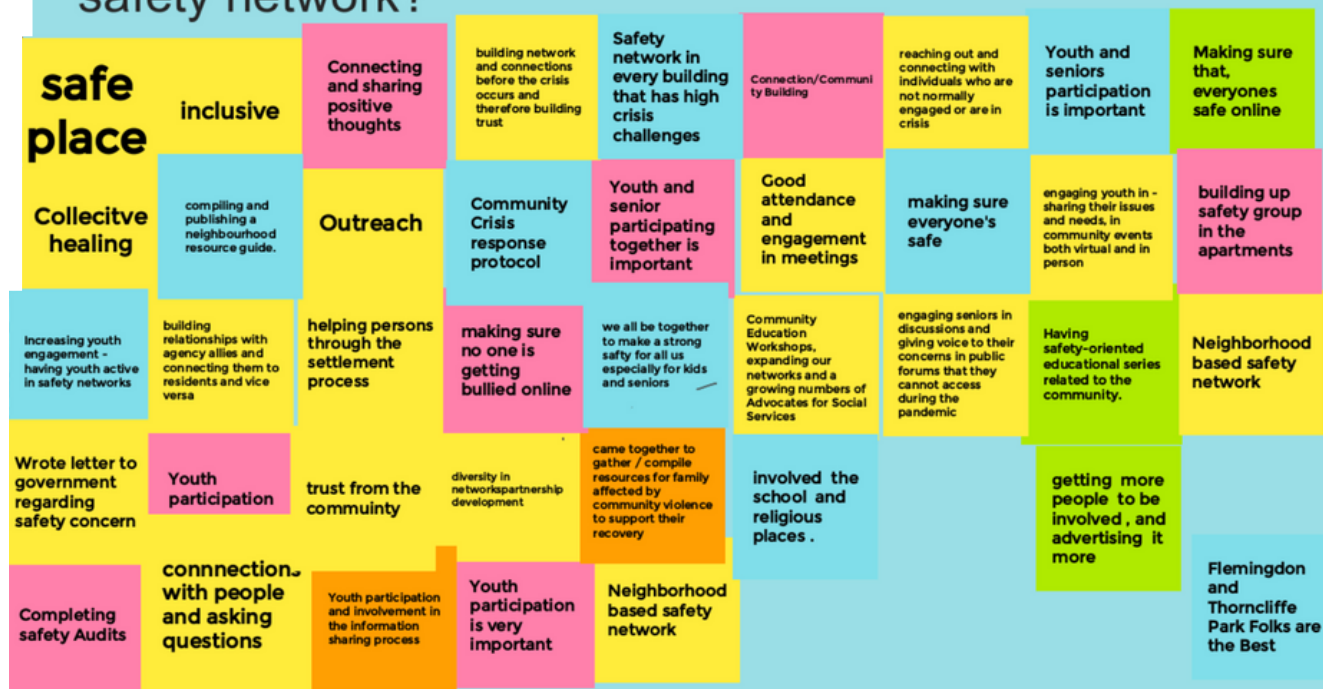 safety network?
safe
place
inclusive
Connecting
and sharing
positive
thoughts
building network
and connections
before the crisis
occurs and
therefore building
trust
Safety
network in
every building
that has high
crisis
challenges
Connection/Communi
ty Building
reaching out and
connecting with
individuals who are
not normally
engaged or are in
crisis
Youth and
seniors
participation
is important
Making sure
that,
everyones
safe online
Collecitve
healing
compiling and
publishing a
neighbourhood
resource guide.
Outreach
Community
Crisis
response
protocol
Youth and
senior
participating
together is
important
Good
attendance
and
engagement
in meetings
making sure
everyone's
safe
engaging youth in -
sharing their issues
and needs, in
community events
both virtual and in
person
building up
safety group
in the
apartments
Increasing youth
engagement -
having youth active
in safety networks
building
relationships with
agency allies and
connecting them to
residents and vice
versa
helping persons
through the
settlement
process
making sure
no one is
getting
bullied online
we all be together
to make a strong
safty for all us
especially for kids
and seniors
Community
Education
Workshops,
expanding our
networks and a
growing numbers of
Advocates for Social
Services
engaging seniors in
discussions and
giving voice to their
concerns in public
forums that they
cannot access
during the
pandemic
Having
safety-oriented
educational series
related to the
community.
Neighborhood
based safety
network
Wrote letter to
government
regarding
safety concern
Youth
participation
trust from the
commuinty
diversity in
networkspartnership
development
came together to
gather / compile
resources for family
affected by
community violence
to support their
recovery
involved the
school and
religious
places .
getting more
people to be
involved , and
advertising it
more
Completing
safety Audits
connnections
with people
and asking
questions
Youth participation
and involvement in
the information
sharing process
Youth
participation
is very
important
Neighborhood
based safety
network
Flemingdon
and
Thorncliffe
Park Folks are
the Best